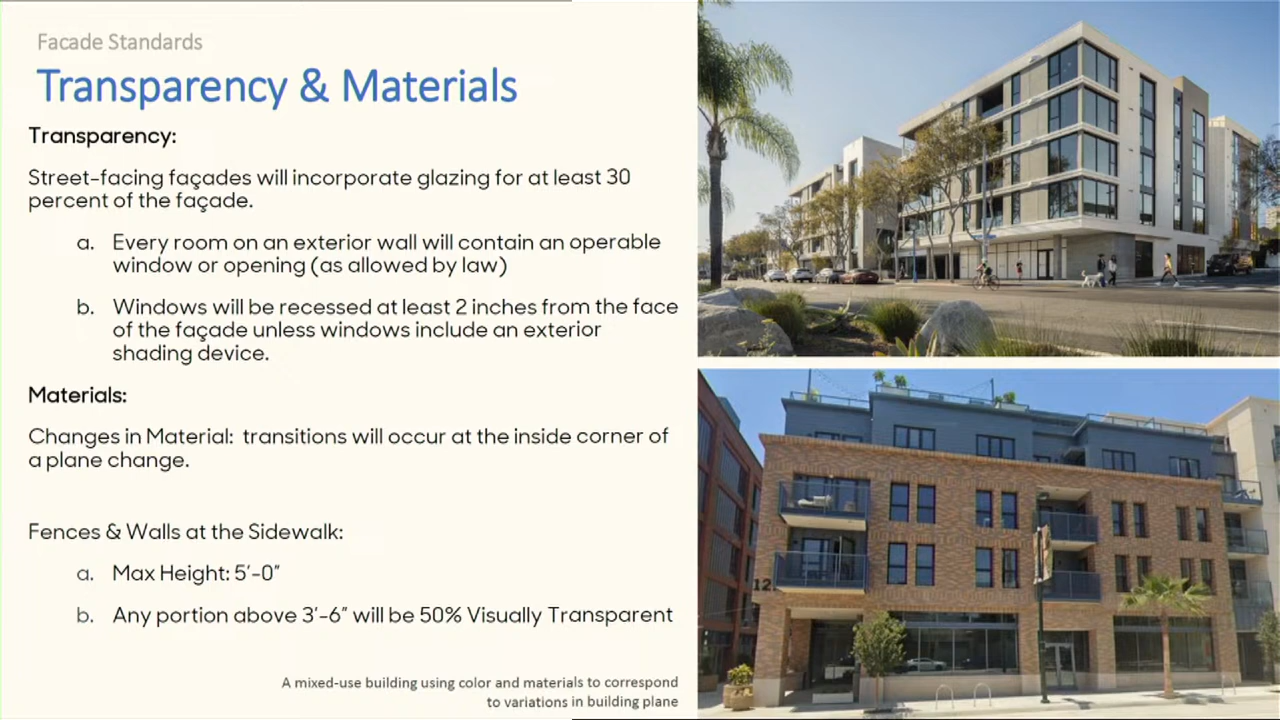 Facade Standards
Transparency & Materials
Transparency:
Street-facing façades will incorporate glazing for at least 30
percent of the façade.
a. Every room on an exterior wall will contain an operable
window or opening (as allowed by law)
b. Windows will be recessed at least 2 inches from the face
of the façade unless windows include an exterior
shading device.
Materials:
Changes in Material: transitions will occur at the inside corner of
a plane change.
Fences & Walls at the Sidewalk:
a. Max Height: 5’-0”
b. Any portion above 3’-6” will be 50% Visually Transparent
A mixed-use building using color and materials to correspond
to variations in building plane